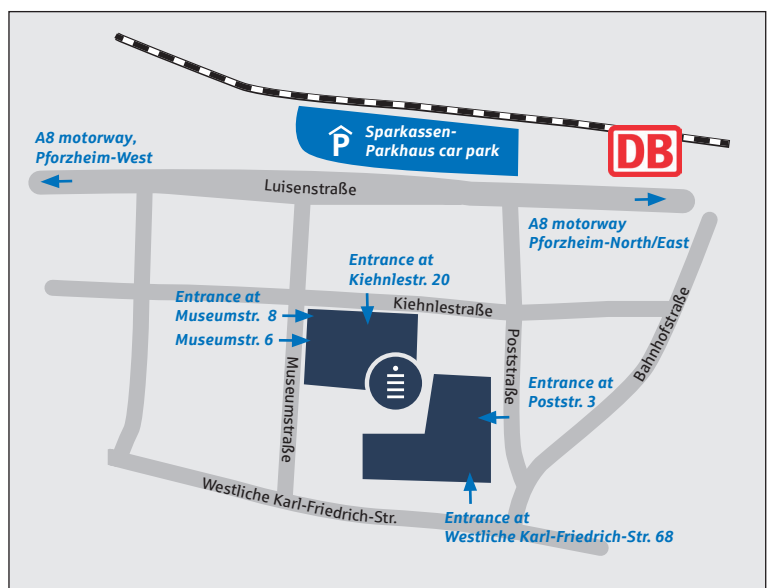 Sparkassen-
Parkhaus car park
P
DB
A8 motorway,
Pforzheim-West
Luisenstraße
A8 motorway
Pforzheim-North/East
Entrance at
Kiehnlestr. 20
Entrance at
Museumstr. 8
Museumstr. 6
Kiehnlestraße
Museumstraße
Poststraße
Bahnhofstraße
Entrance at
Poststr. 3
Westliche Karl-Friedrich-Str.
Entrance at
Westliche Karl-Friedrich-Str. 68